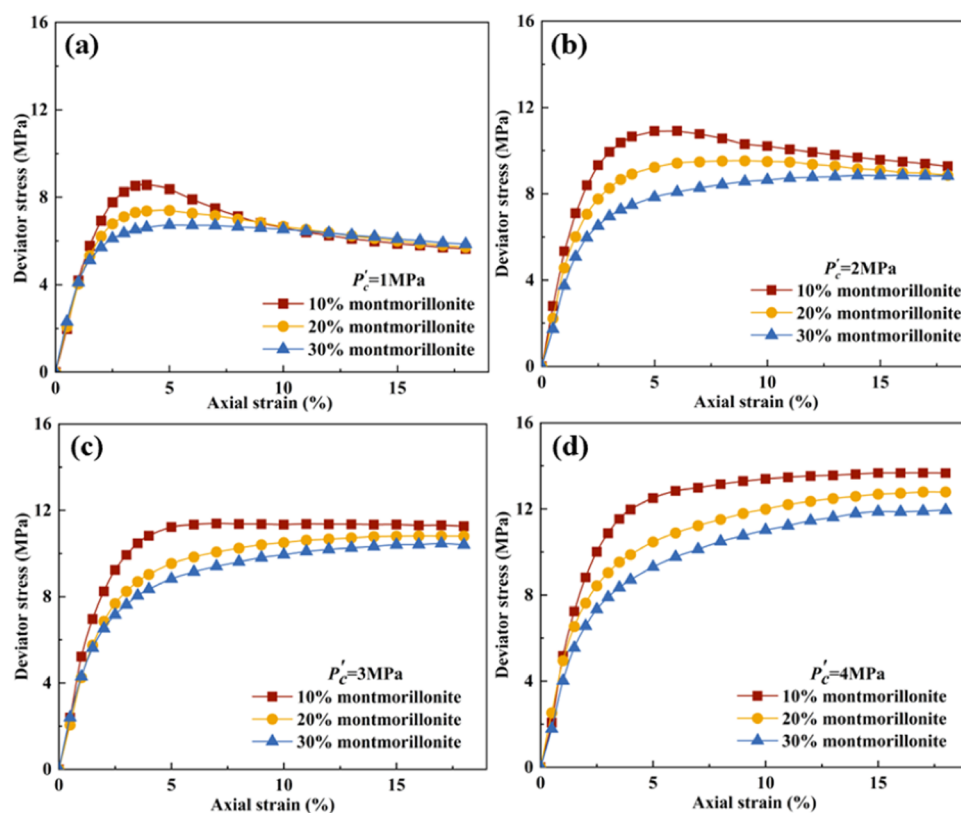 (a)
16
12
8
4
0
Deviator stress (MPa)
P'c=1MPa
10% montmorillonite
20% montmorillonite
30% montmorillonite
0 5 10 15
Axial strain (%)
(b)
16
12
8
4
0
Deviator stress (MPa)
P'c=2MPa
10% montmorillonite
20% montmorillonite
30% montmorillonite
0 5 10 15
Axial strain (%)
(c)
16
12
8
4
0
Deviator stress (MPa)
P'c=3MPa
10% montmorillonite
20% montmorillonite
30% montmorillonite
0 5 10 15
Axial strain (%)
(d)
16
12
8
4
0
Deviator stress (MPa)
P'c=4MPa
10% montmorillonite
20% montmorillonite
30% montmorillonite
0 5 10 15
Axial strain (%)